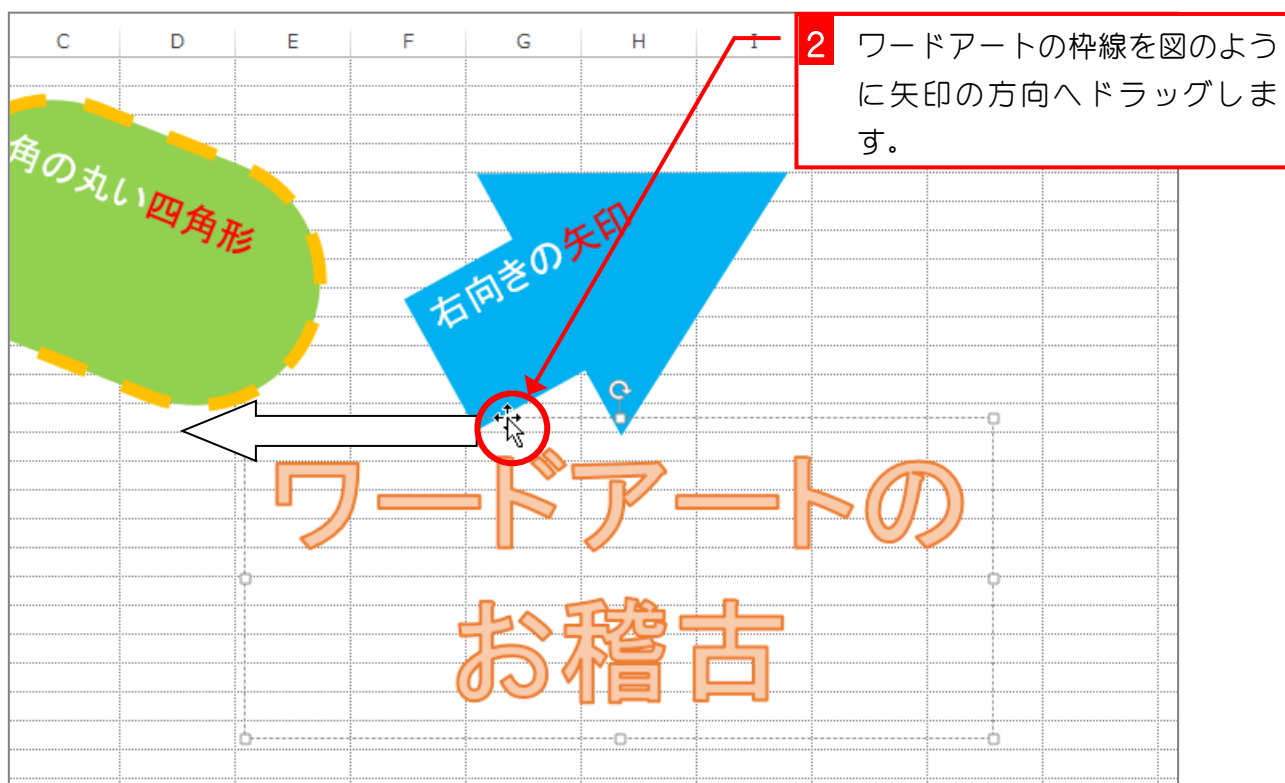 C D E F G H I
2 ワードアートの枠線を図のよう
に矢印の方向へドラッグしま
す。
角の丸い四角形
右向きの矢印
ワードアートの
お稽古